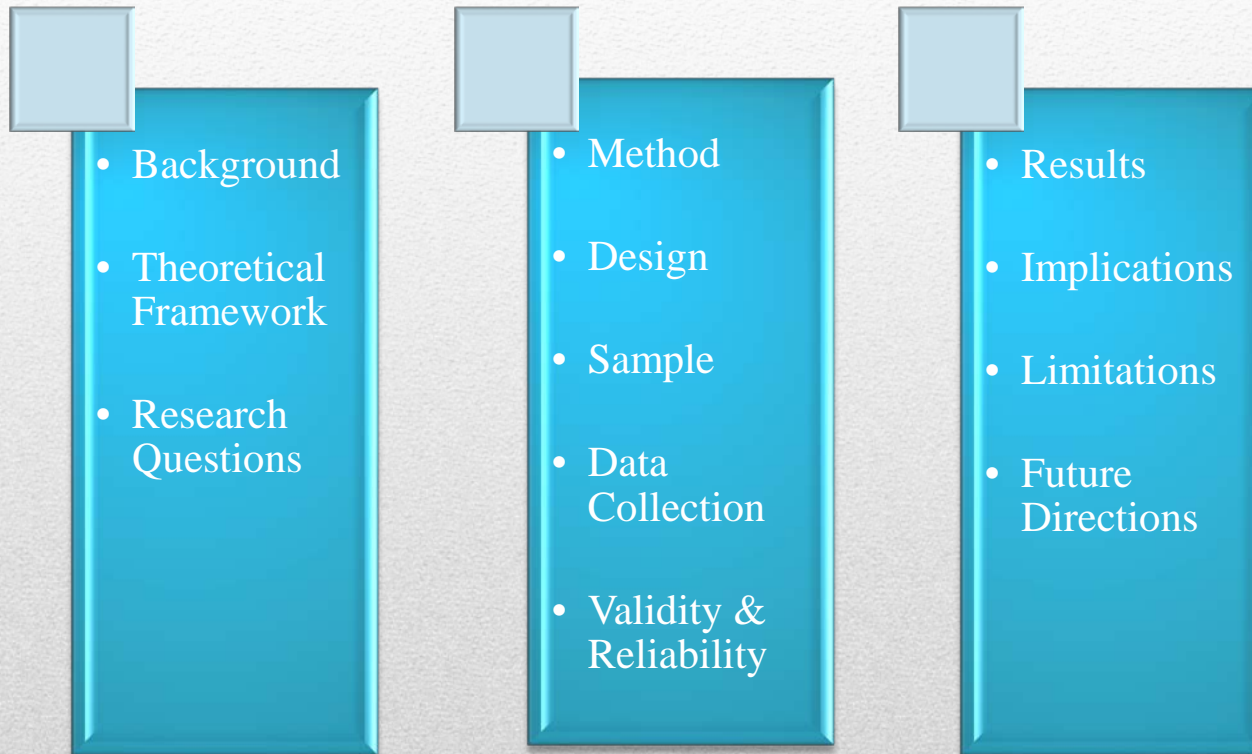 • Background
• Theoretical
Framework
• Research
Questions
• Method
• Design
• Sample
• Data
Collection
• Validity &
Reliability
• Results
• Implications
• Limitations
• Future
Directions